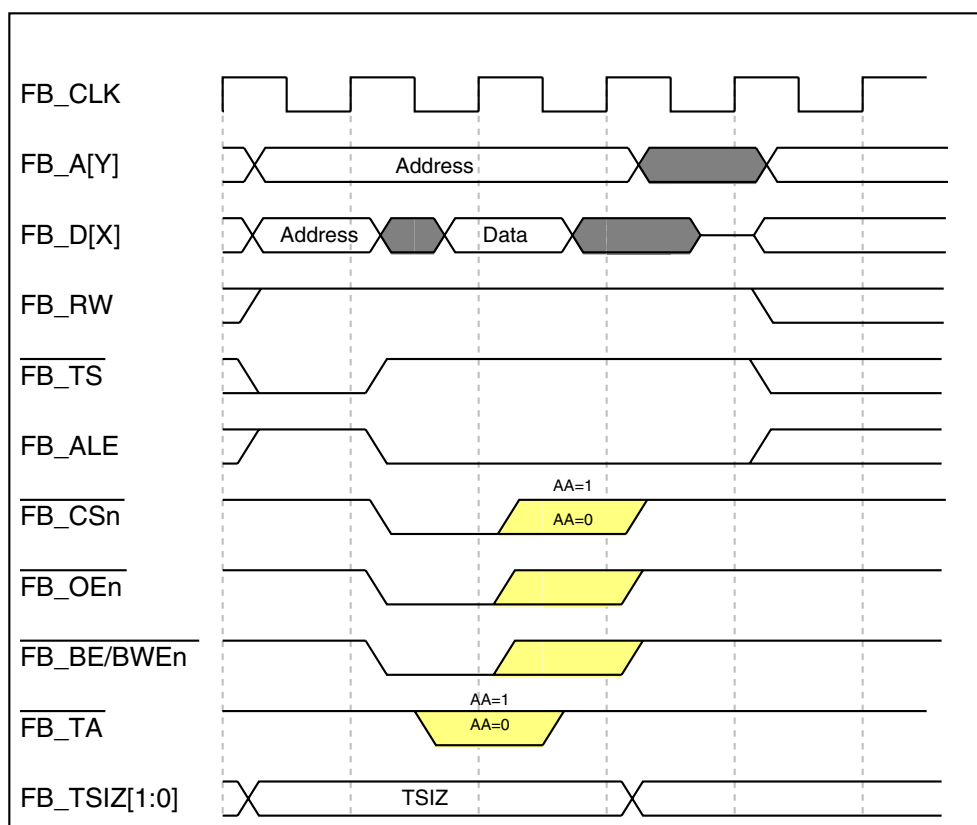 FB_CLK
FB_A[Y] Address
FB_D[X] Address Data
FB_RW
FB_TS
FB_ALE
AA=1
FB_CSn AA=0
FB_OEn
FB_BE/BWEn
AA=1
FB_TA AA=0
FB_TSIZ[1:0] TSIZ